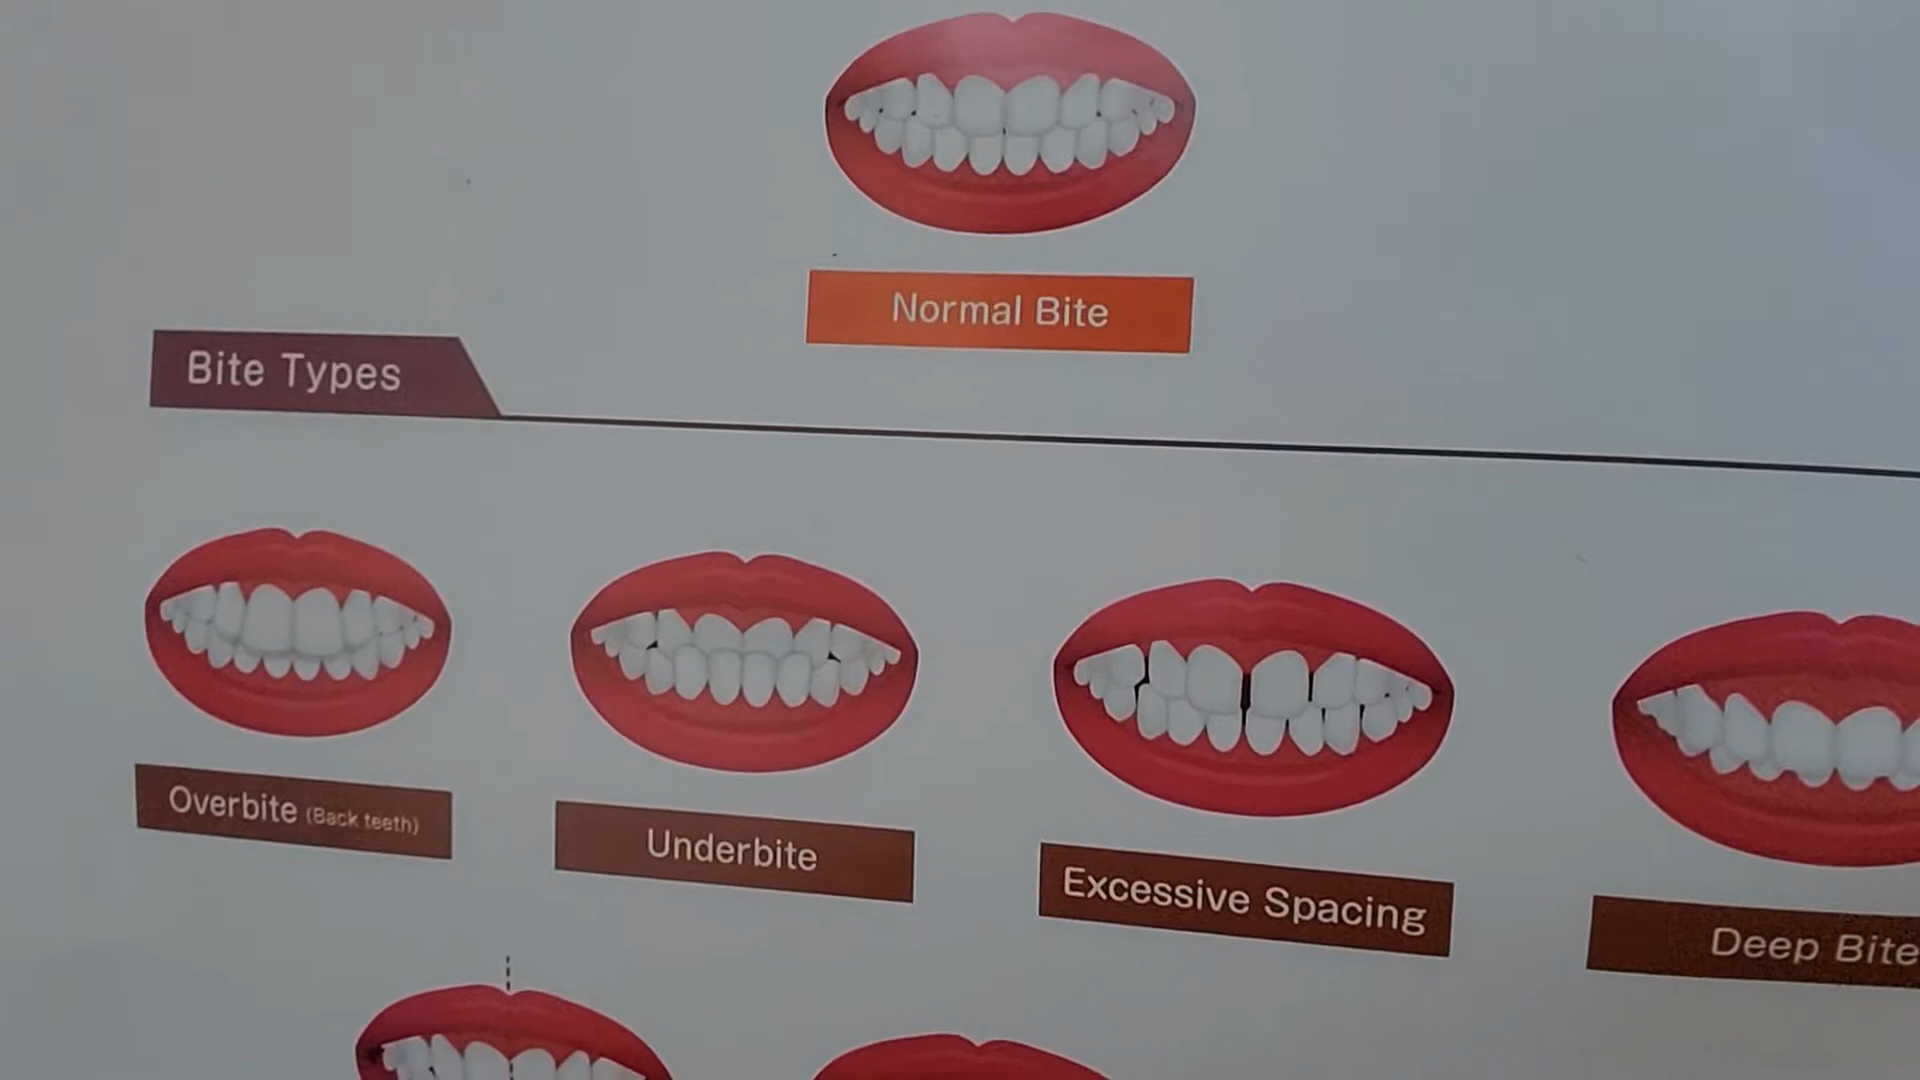 Normal Bite
Bite Types
Overbite (Back teeth)
Underbite
Excessive Spacing
Deep Bite